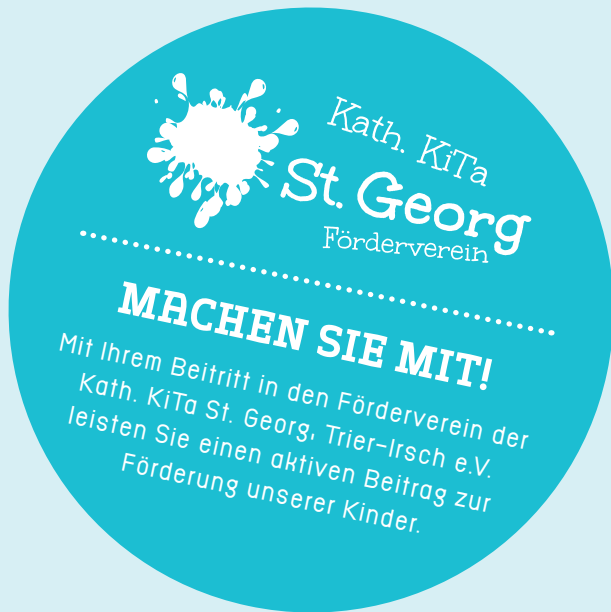 Kath. KiTa
St. Georg
Förderverein
MACHEN SIE MIT!
Mit Ihrem Beitritt in den Förderverein der
Kath. KiTa St. Georg, Trier-Irsch e.V.
leisten Sie einen aktiven Beitrag zur
Förderung unserer Kinder.